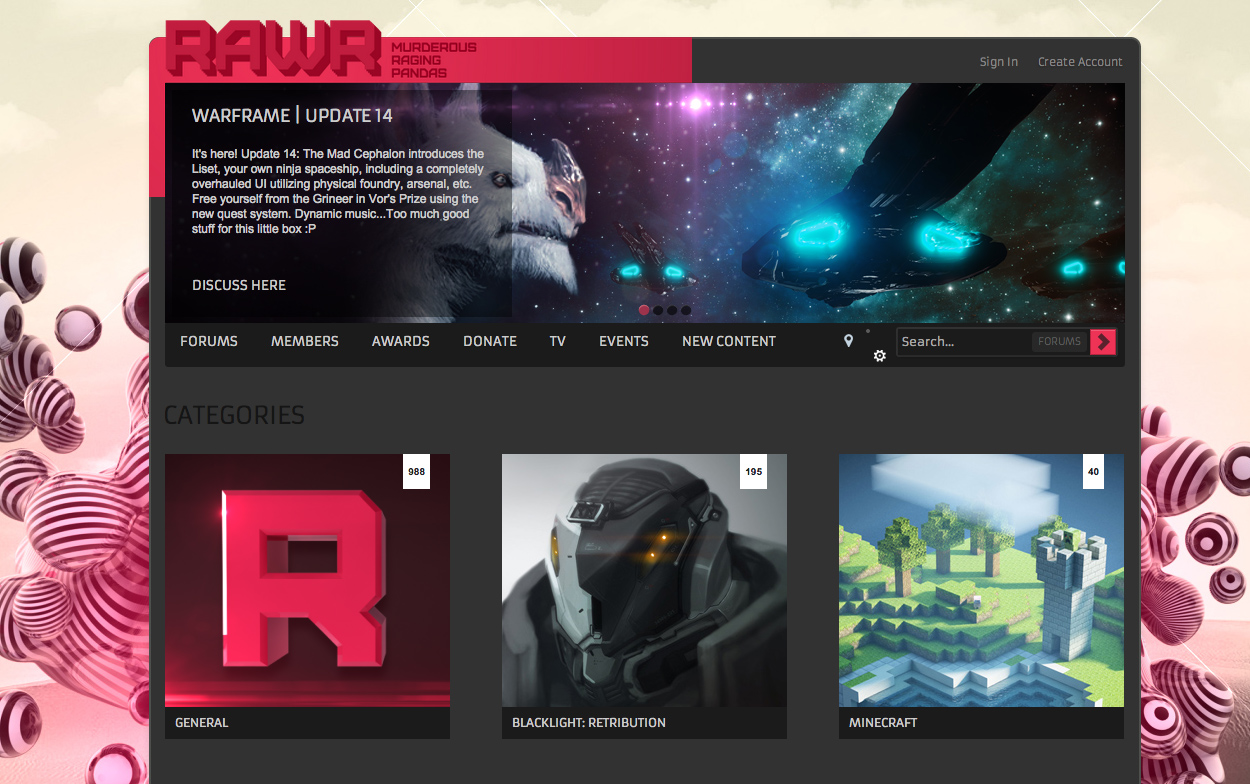 RAWR
MURDEROUS
RAGING
PANDAS
Sign In Create Account
WARFRAME | UPDATE 14
It's here! Update 14: The Mad Cephalon introduces the
Liset, your own ninja spaceship, including a completely
overhauled UI utilizing physical foundry, arsenal, etc.
Free yourself from the Grineer in Vor's Prize using the
new quest system. Dynamic music...Too much good
stuff for this little box :P
DISCUSS HERE
FORUMS MEMBERS AWARDS DONATE TV EVENTS NEW CONTENT Search... FORUMS
CATEGORIES
988 195 40
R
GENERAL BLACKLIGHT: RETRIBUTION MINECRAFT